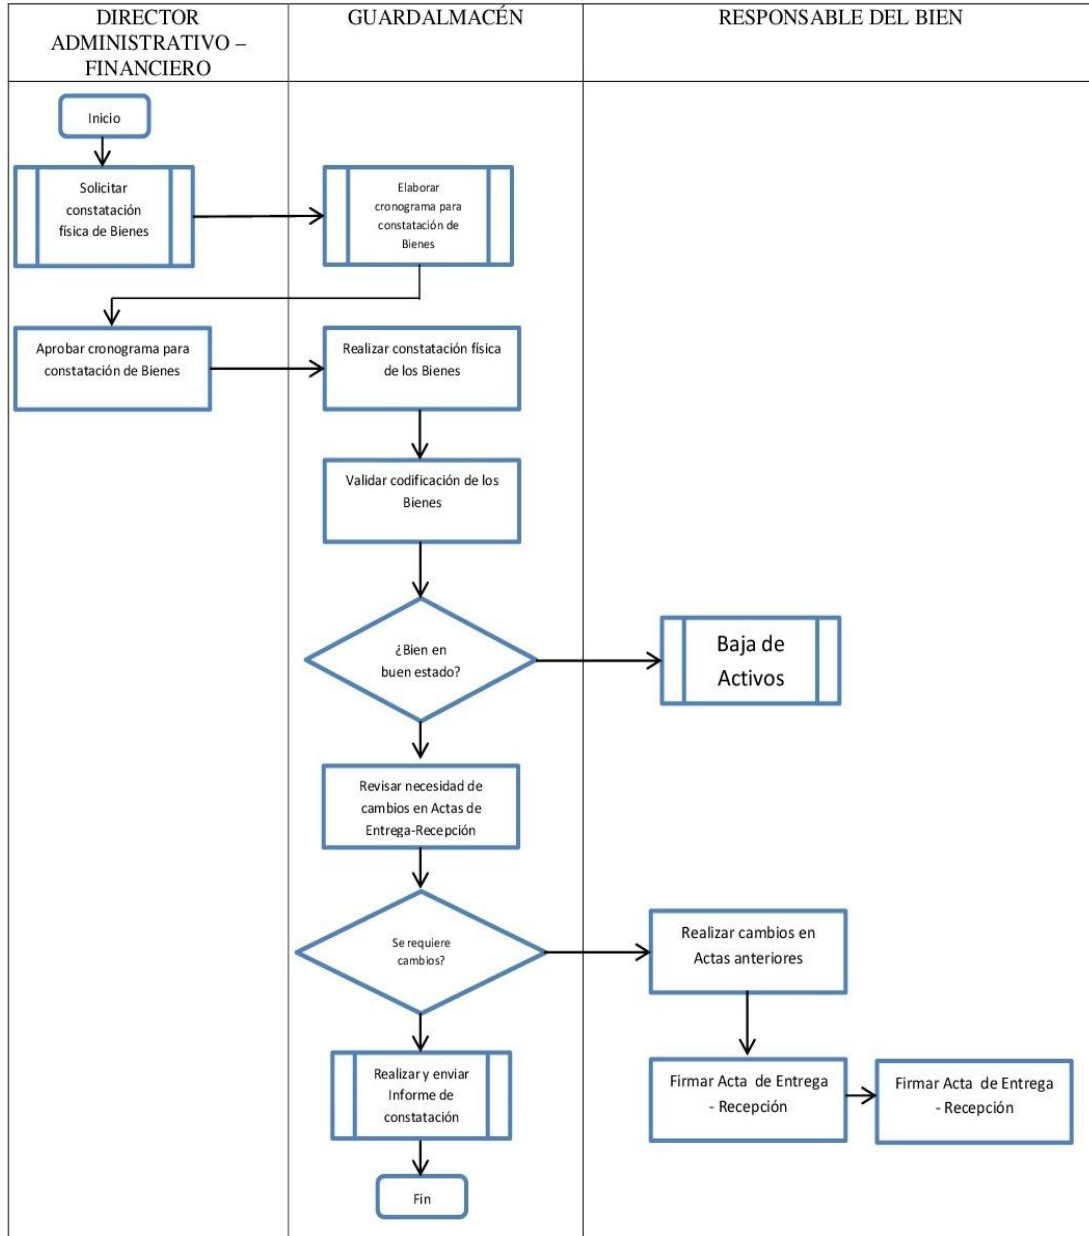 DIRECTOR
ADMINISTRATIVO –
FINANCIERO
GUARDALMACÉN
RESPONSABLE DEL BIEN
Inicio
Solicitar
constatación
física de Bienes
Elaborar
cronograma para
constatación de
Bienes
Aprobar cronograma para
constatación de Bienes
Realizar constatación física
de los Bienes
Validar codificación de los
Bienes
¿Bien en
buen estado?
Baja de
Activos
Revisar necesidad de
cambios en Actas de
Entrega-Recepción
Se requiere
cambios?
Realizar cambios en
Actas anteriores
Realizar y enviar
Informe de
constatación
Firmar Acta de Entrega
- Recepción
Firmar Acta de Entrega
- Recepción
Fin